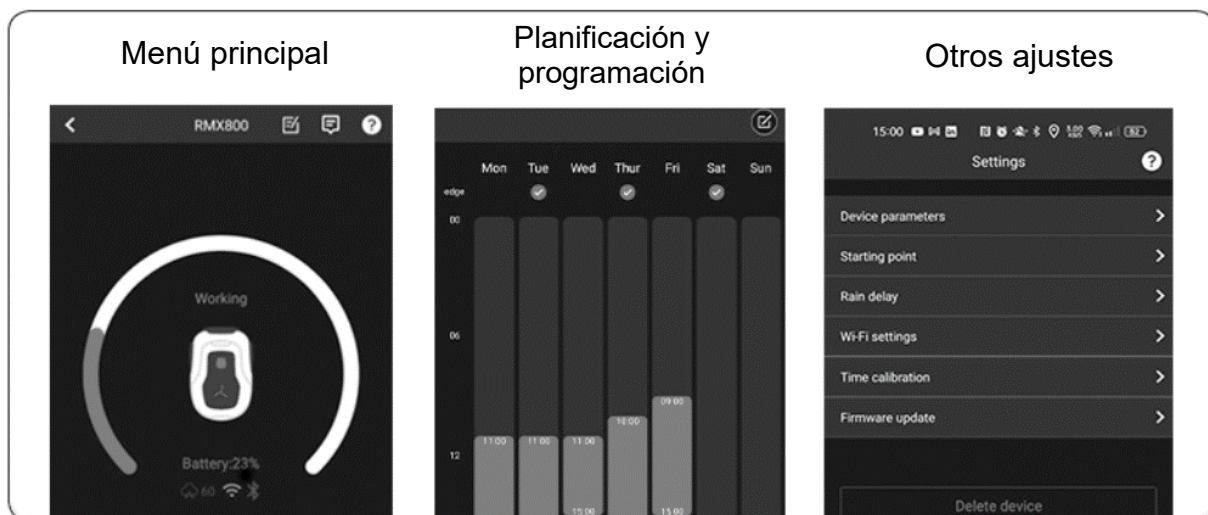 Menú principal
Planificación y
programación
Otros ajustes
RMX800
?
Working
Battery:23%
60
Mon Tue Wed Thur Fri Sat Sun
edge
00
06
09:00
10:00
11:00 11:00 11:00
12
15:00 15:00
15:00
52
Settings
?
Device parameters
Starting point
Rain delay
Wi-Fi settings
Time calibration
Firmware update
Delete device